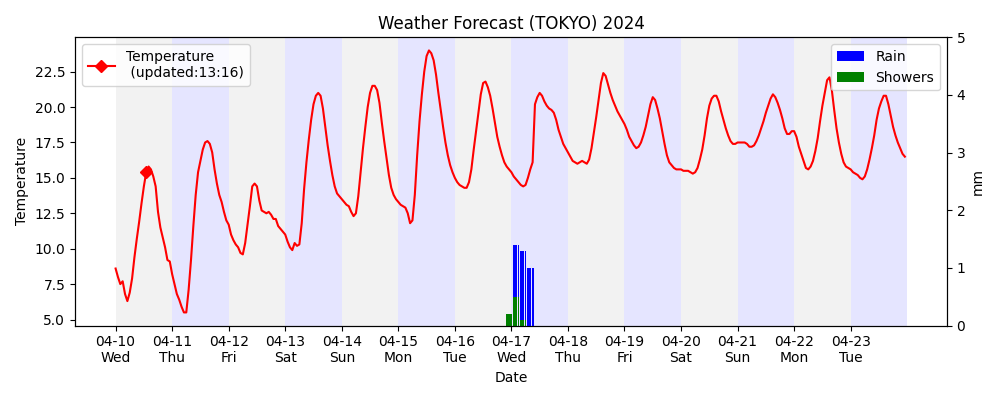 Weather Forecast (TOKYO) 2024
Temperature
(updated:13:16)
Rain
Showers
Temperature
22.5
20.0
17.5
15.0
12.5
10.0
7.5
5.0
5
4
3
2
1
0
mm
04-10 04-11 04-12 04-13 04-14 04-15 04-16 04-17 04-18 04-19 04-20 04-21 04-22 04-23
Wed Thu Fri Sat Sun Mon Tue Wed Thu Fri Sat Sun Mon Tue
Date